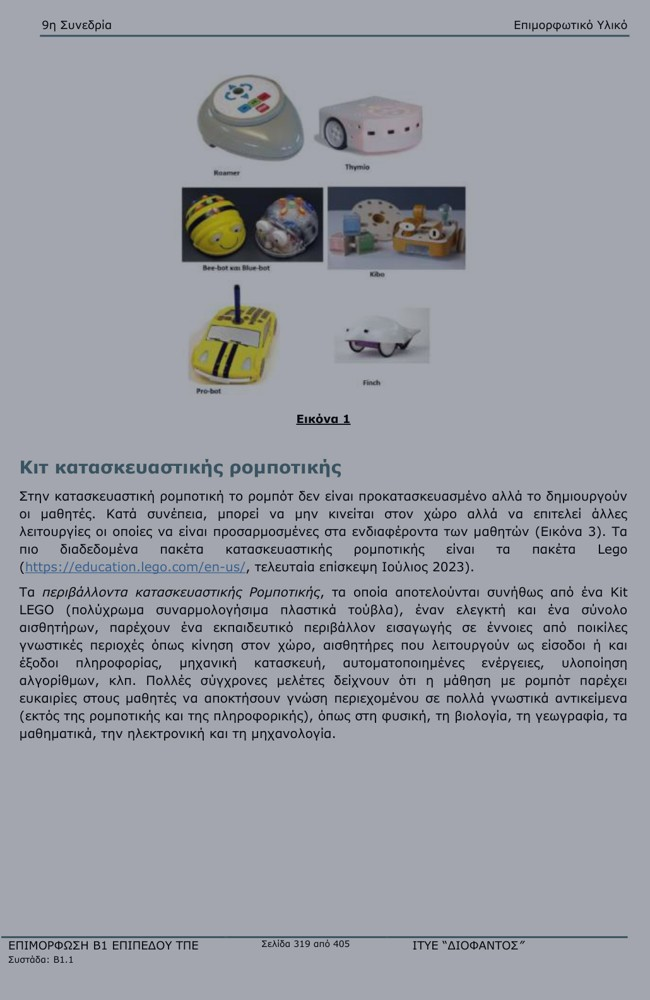 9η Συνεδρία
Επιμορφωτικό Υλικό
Roamer
Thymio
Bee-bot και Blue-bot
Kibo
Pro-bot
Finch
Εικόνα 1
Κιτ κατασκευαστικής ρομποτικής
Στην κατασκευαστική ρομποτική το ρομπότ δεν είναι προκατασκευασμένο αλλά το δημιουργούν
οι μαθητές. Κατά συνέπεια, μπορεί να μην κινείται στον χώρο αλλά να επιτελεί άλλες
λειτουργίες οι οποίες να είναι προσαρμοσμένες στα ενδιαφέροντα των μαθητών (Εικόνα 3). Τα
πιο διαδεδομένα πακέτα κατασκευαστικής ρομποτικής είναι τα πακέτα Lego
(https://education.lego.com/en-us/, τελευταία επίσκεψη Ιούλιος 2023).
Τα περιβάλλοντα κατασκευαστικής Ρομποτικής, τα οποία αποτελούνται συνήθως από ένα Kit
LEGO (πολύχρωμα συναρμολογήσιμα πλαστικά τούβλα), έναν ελεγκτή και ένα σύνολο
αισθητήρων, παρέχουν ένα εκπαιδευτικό περιβάλλον εισαγωγής σε έννοιες από ποικίλες
γνωστικές περιοχές όπως κίνηση στον χώρο, αισθητήρες που λειτουργούν ως είσοδοι ή και
έξοδοι πληροφορίας, μηχανική κατασκευή, αυτοματοποιημένες ενέργειες, υλοποίηση
αλγορίθμων, κλπ. Πολλές σύγχρονες μελέτες δείχνουν ότι η μάθηση με ρομπότ παρέχει
ευκαιρίες στους μαθητές να αποκτήσουν γνώση περιεχομένου σε πολλά γνωστικά αντικείμενα
(εκτός της ρομποτικής και της πληροφορικής), όπως στη φυσική, τη βιολογία, τη γεωγραφία, τα
μαθηματικά, την ηλεκτρονική και τη μηχανολογία.
ΕΠΙΜΟΡΦΩΣΗ Β1 ΕΠΙΠΕΔΟΥ ΤΠΕ
Σελίδα 319 από 405
ΙΤΥΕ “ΔΙΟΦΑΝΤΟΣ”
Συστάδα: Β1.1